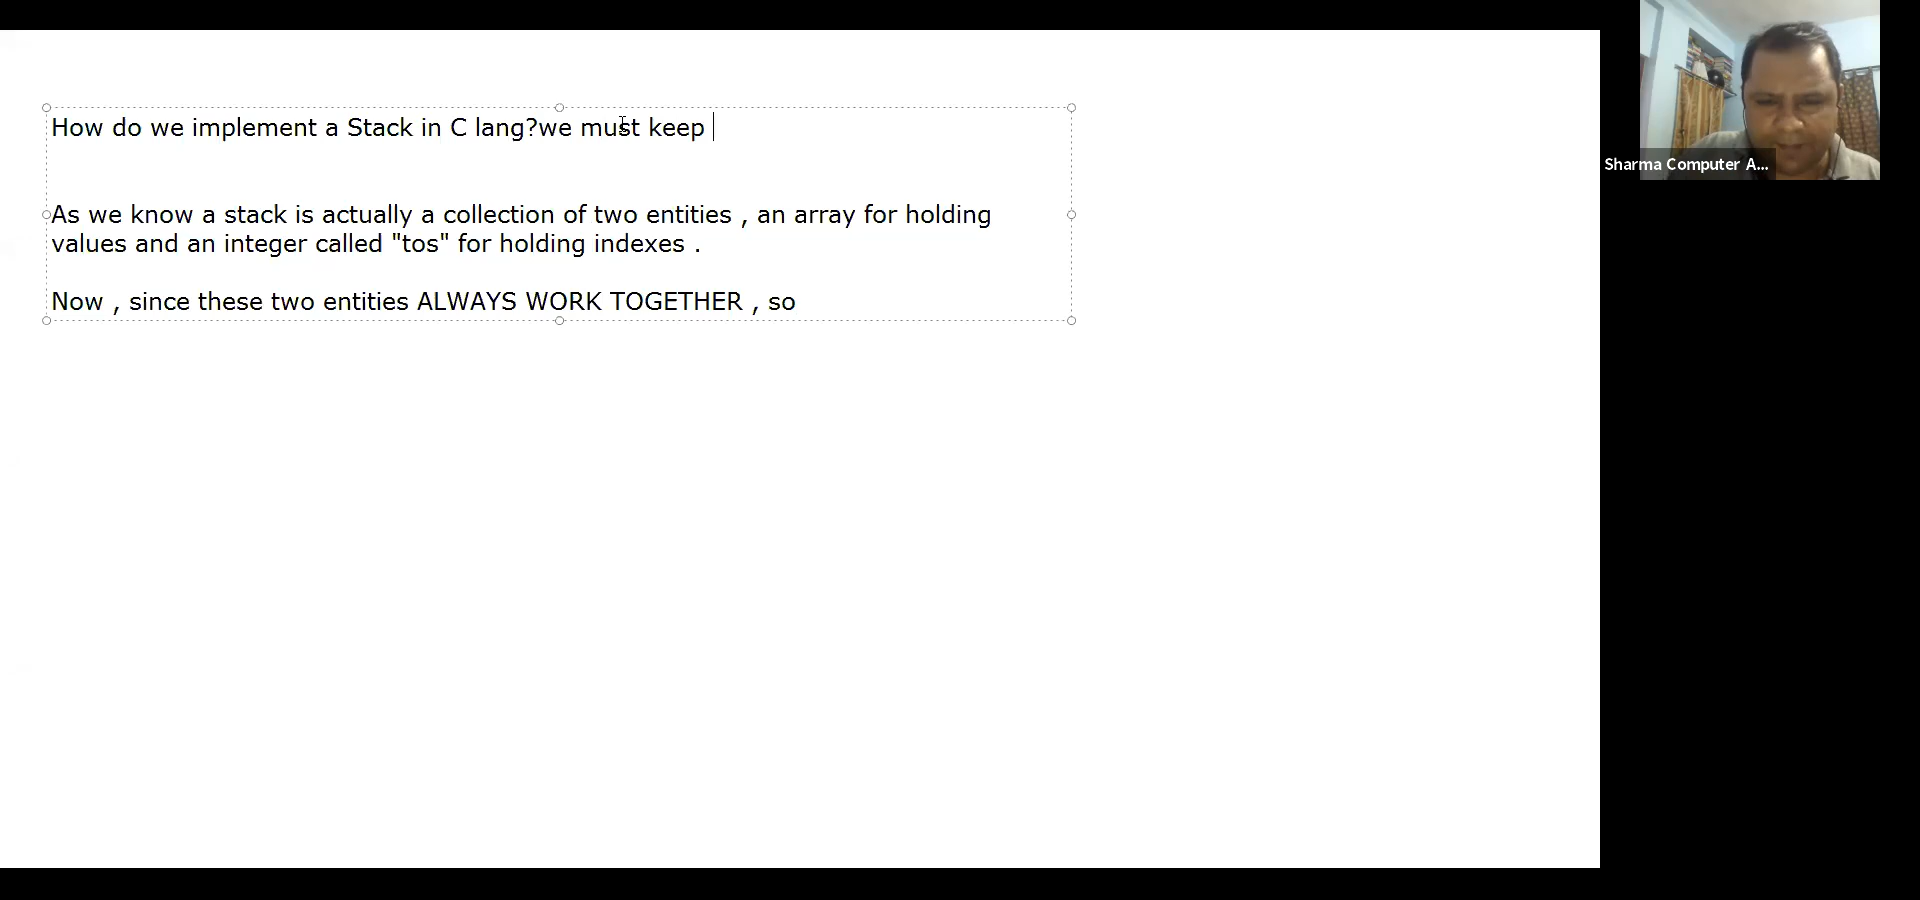 How do we implement a Stack in C lang?we must keep
As we know a stack is actually a collection of two entities , an array for holding
values and an integer called "tos" for holding indexes .
Now , since these two entities ALWAYS WORK TOGETHER , so
Sharma Computer A...